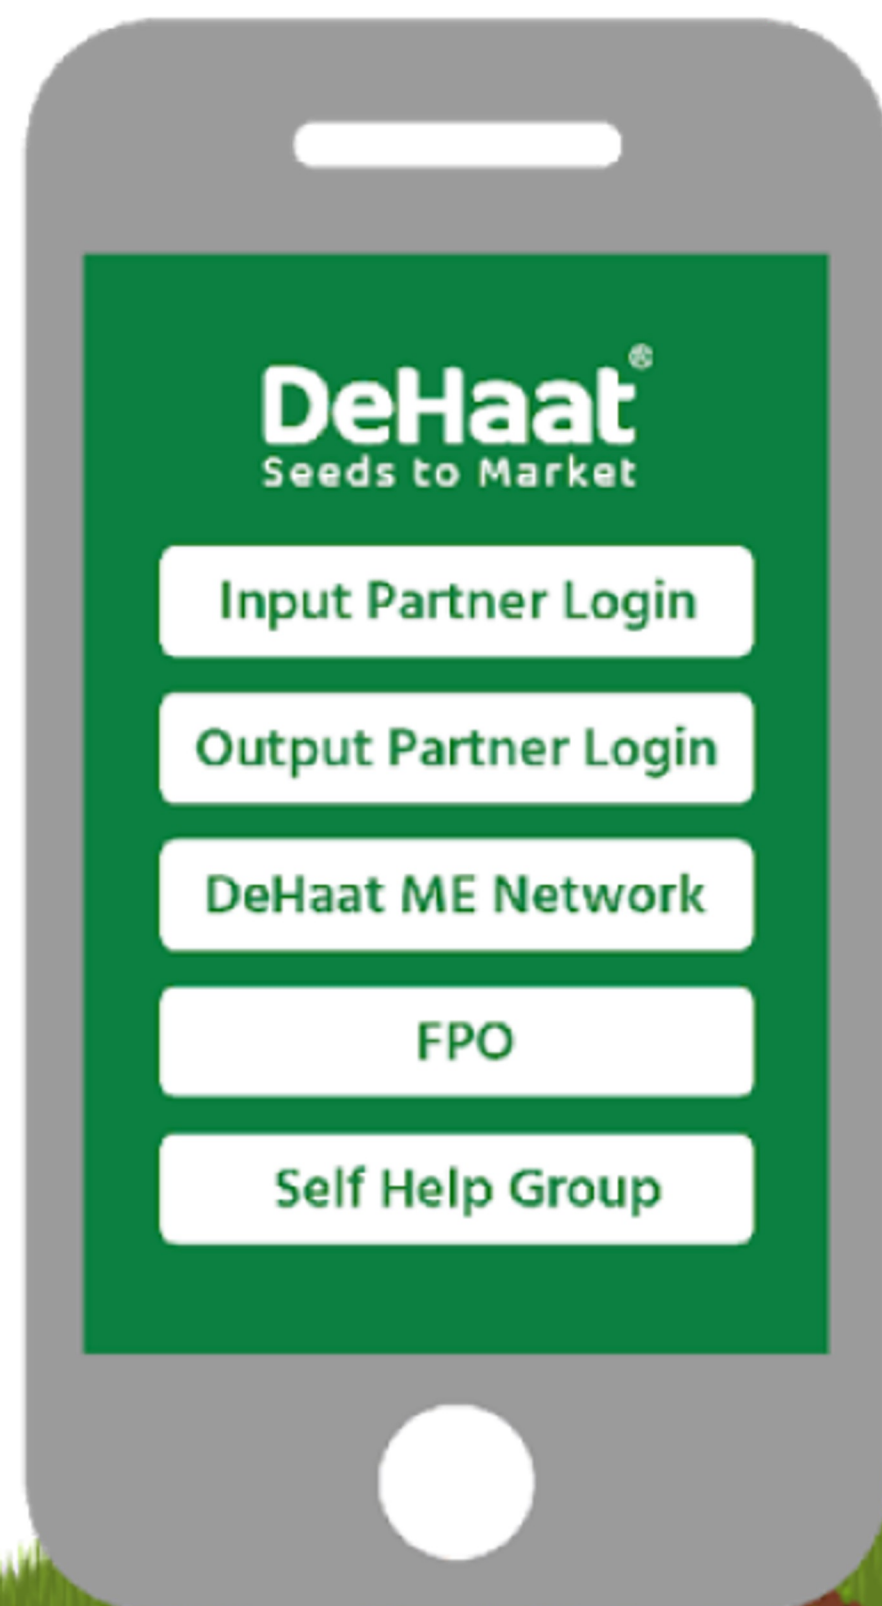 DeHaat®
Seeds to Market
Input Partner Login
Output Partner Login
DeHaat ME Network
FPO
Self Help Group